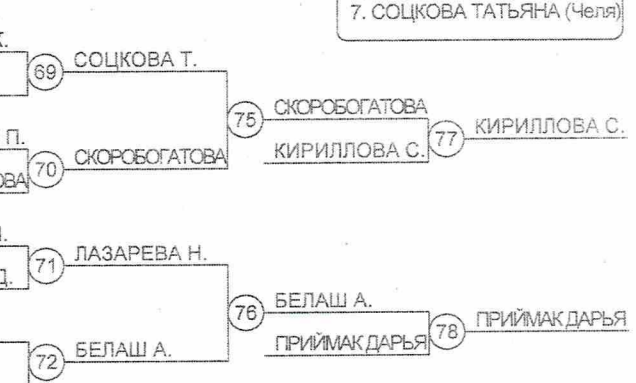 7. СОЦКОВА ТАТЬЯНА (Челя)
69 СОЦКОВА Т.
75 СКОРОБОГАТОВА
П.
70 СКОРОБОГАТОВА
КИРИЛЛОВА С.
77 КИРИЛЛОВА С.
71 ЛАЗАРЕВА Н.
Д.
76 БЕЛАШ А.
72 БЕЛАШ А.
ПРИЙМАК ДАРЬЯ
78 ПРИЙМАК ДАРЬЯ